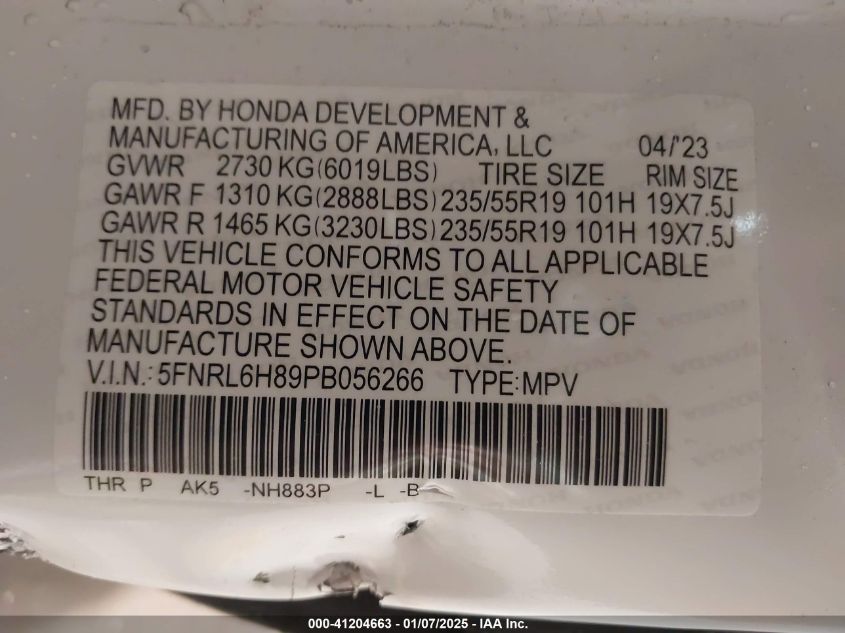 MFD. BY HONDA DEVELOPMENT &
MANUFACTURING OF AMERICA, LLC 04/'23
GVWR 2730 KG(6019LBS) TIRE SIZE RIM SIZE
GAWR F 1310 KG(2888LBS) 235/55R19 101H 19X7.5J
GAWR R 1465 KG(3230LBS) 235/55R19 101H 19X7.5J
THIS VEHICLE CONFORMS TO ALL APPLICABLE
FEDERAL MOTOR VEHICLE SAFETY
STANDARDS IN EFFECT ON THE DATE OF
MANUFACTURE SHOWN ABOVE.
V.I.N.: 5FNRL6H89PB056266 TYPE:MPV
THR P AK5 -NH883P -L -B
000-41204663 - 01/07/2025 - IAA Inc.